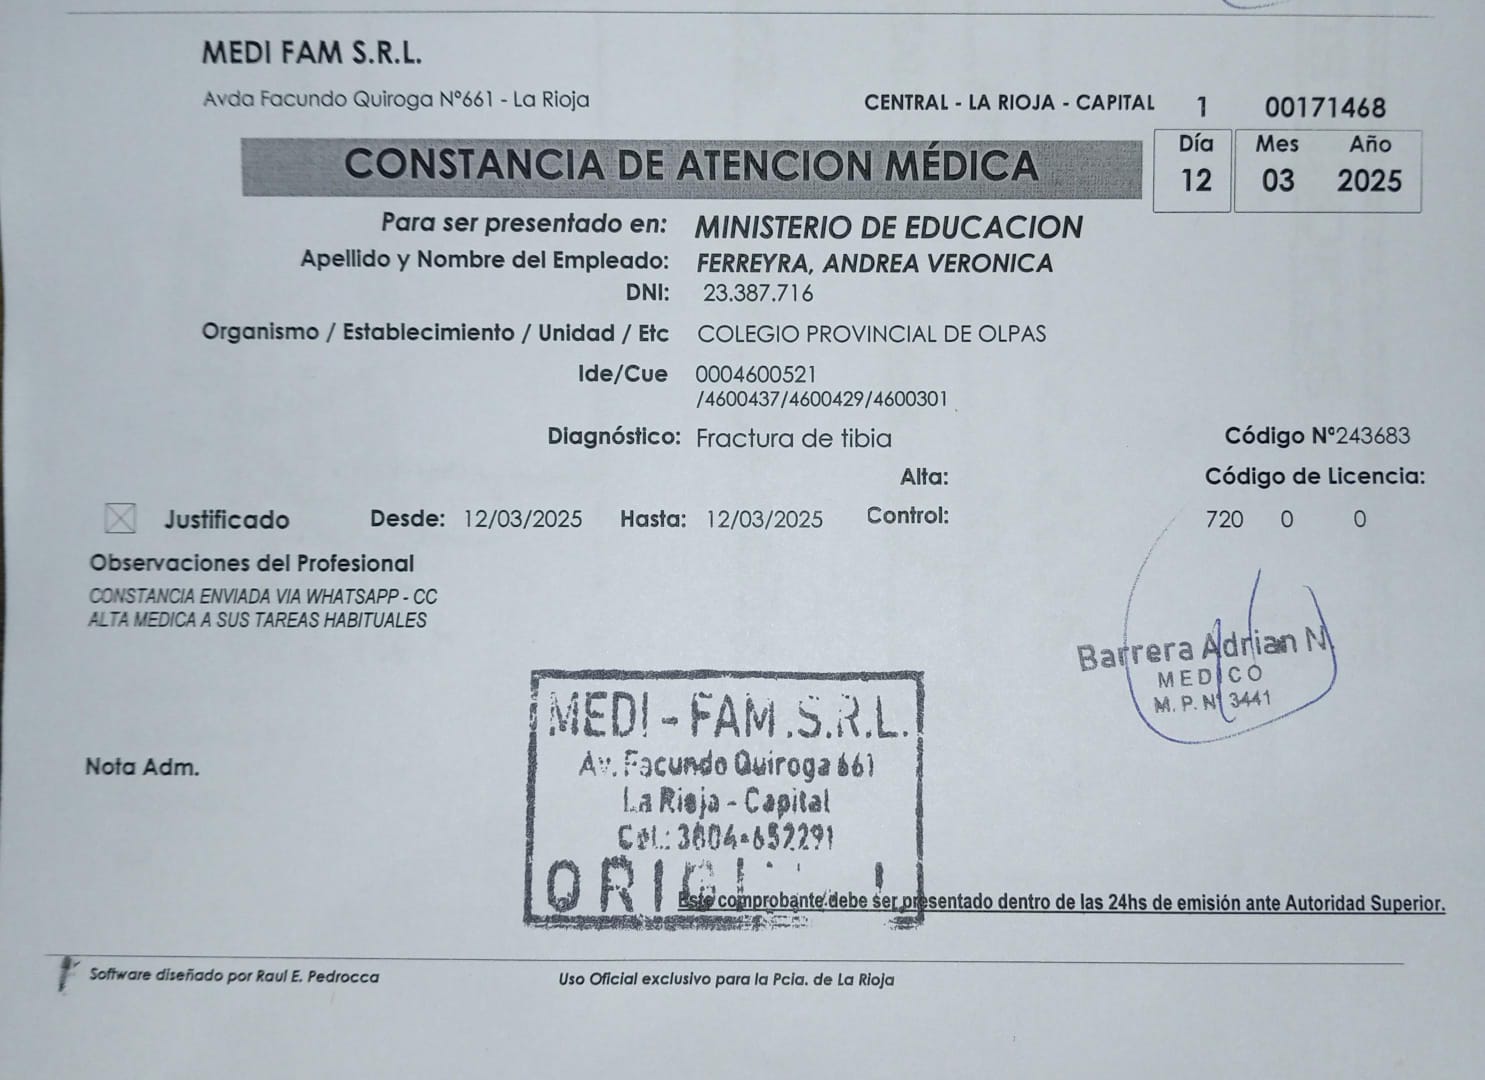 MEDI FAM S.R.L.
Avda Facundo Quiroga Nº661 - La Rioja
CENTRAL - LA RIOJA - CAPITAL 1 00171468
CONSTANCIA DE ATENCION MÉDICA
Día Mes Año
12 03 2025
Para ser presentado en: MINISTERIO DE EDUCACION
Apellido y Nombre del Empleado: FERREYRA, ANDREA VERONICA
DNI: 23.387.716
Organismo / Establecimiento / Unidad / Etc COLEGIO PROVINCIAL DE OLPAS
Ide/Cue 0004600521
/4600437/4600429/4600301
Diagnóstico: Fractura de tibia
Código Nº243683
Alta:
Código de Licencia:
Justificado Desde: 12/03/2025 Hasta: 12/03/2025 Control:
720 0 0
Observaciones del Profesional
CONSTANCIA ENVIADA VIA WHATSAPP - CC
ALTA MEDICA A SUS TAREAS HABITUALES
Barrera Adrian N
MEDICO
M.P. Nº 3441
MEDI-FAM.S.R.L.
Av. Facundo Quiroga 661
La Rioja - Capital
Cel.: 3804-652291
Nota Adm.
Este comprobante debe ser presentado dentro de las 24hs de emisión ante Autoridad Superior.
Software diseñado por Raul E. Pedrocca
Uso Oficial exclusivo para la Pcia. de La Rioja